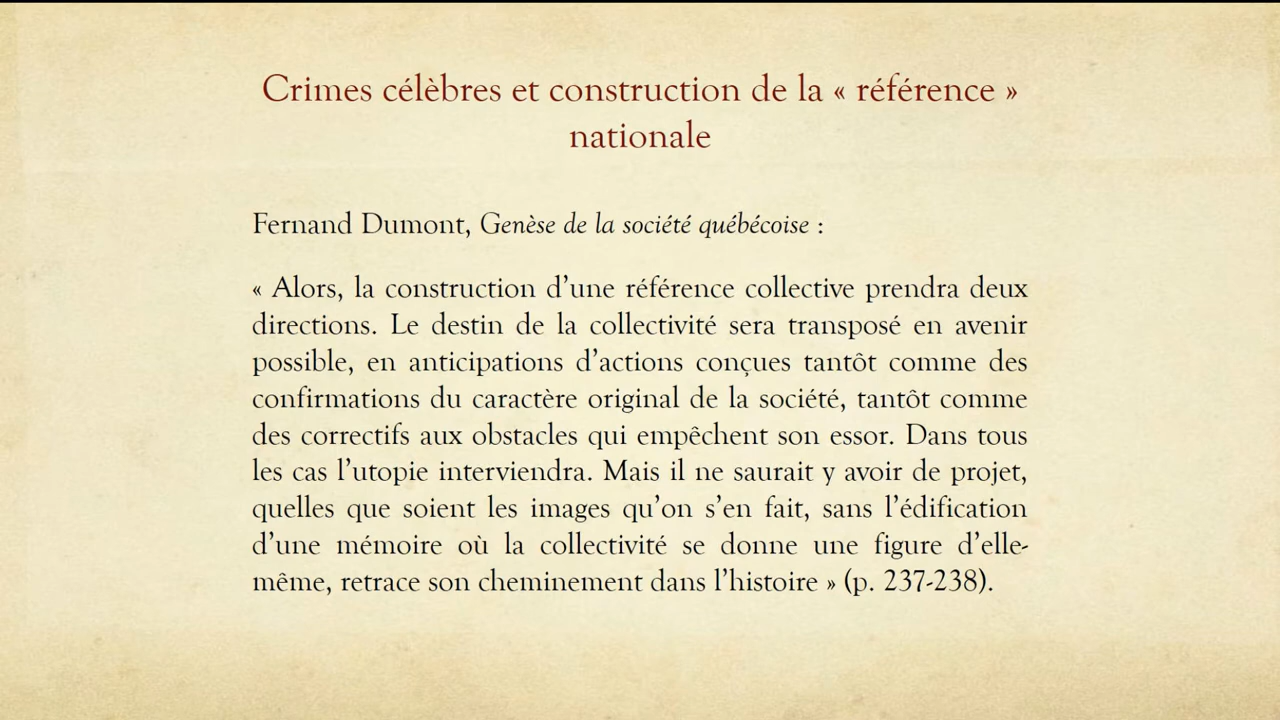 Crimes célèbres et construction de la « référence »
nationale
Fernand Dumont, Genèse de la société québécoise :
« Alors, la construction d’une référence collective prendra deux
directions. Le destin de la collectivité sera transposé en avenir
possible, en anticipations d’actions conçues tantôt comme des
confirmations du caractère original de la société, tantôt comme
des correctifs aux obstacles qui empêchent son essor. Dans tous
les cas l’utopie interviendra. Mais il ne saurait y avoir de projet,
quelles que soient les images qu’on s’en fait, sans l’édification
d’une mémoire où la collectivité se donne une figure d’elle-
même, retrace son cheminement dans l’histoire » (p. 237-238).